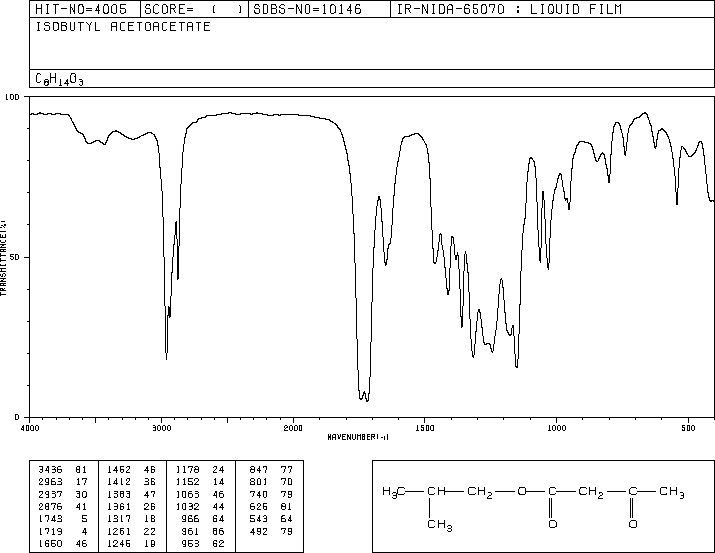 HIT-NO=4005 SCORE= ( ) SDBS-NO=10146 IR-NIDA-65070 : LIQUID FILM
ISOBUTYL ACETOACETATE
C8H14O3
100
50
0
TRANSMITTANCE(%)
4000 3000 2000 1500 1000 500
WAVENUMBER(-1)
3436 81 1462 46 1178 24 847 77
2963 17 1412 36 1152 14 801 70
2937 30 1383 47 1063 46 740 79
2876 41 1361 26 1032 44 626 81
1743 5 1317 18 966 64 543 64
1719 4 1261 22 961 86 492 79
1650 46 1246 19 953 62
H3C CH CH2 O C CH2 C CH3
CH3 O O